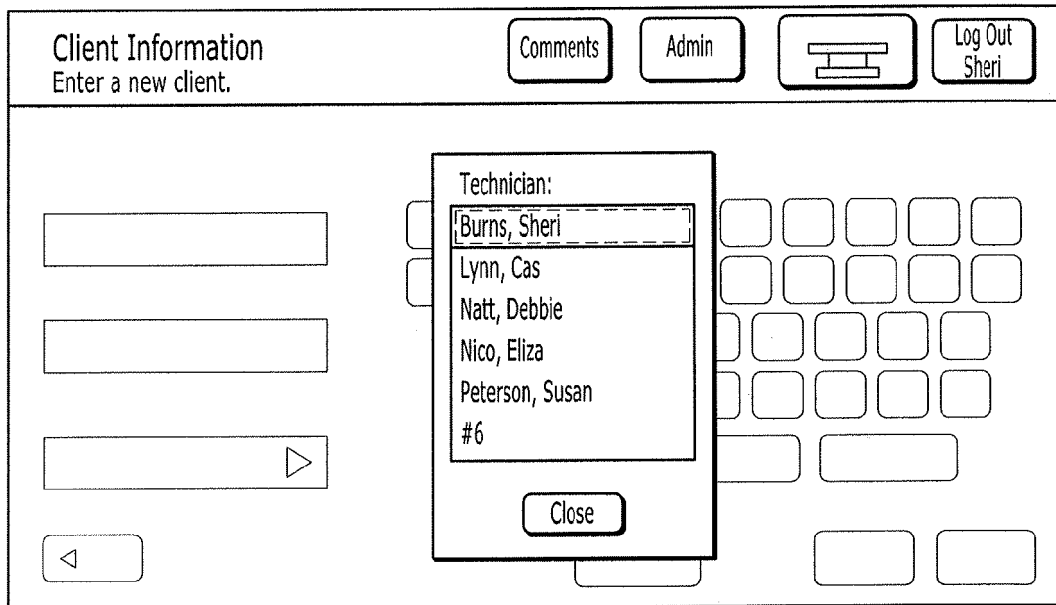 Client Information
Enter a new client.
Comments
Admin
Log Out
Sheri
Technician:
Burns, Sheri
Lynn, Cas
Natt, Debbie
Nico, Eliza
Peterson, Susan
#6
Close